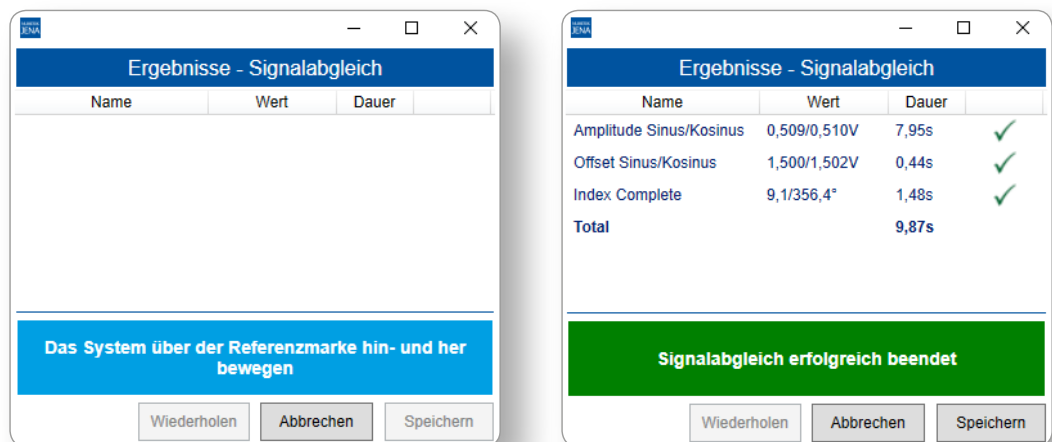 JENA
Ergebnisse - Signalabgleich
Name Wert Dauer
Das System über der Referenzmarke hin- und her
bewegen
Wiederholen Abbrechen Speichern
JENA
Ergebnisse - Signalabgleich
Name Wert Dauer
Amplitude Sinus/Kosinus 0,509/0,510V 7,95s
Offset Sinus/Kosinus 1,500/1,502V 0,44s
Index Complete 9,1/356,4° 1,48s
Total 9,87s
Signalabgleich erfolgreich beendet
Wiederholen Abbrechen Speichern